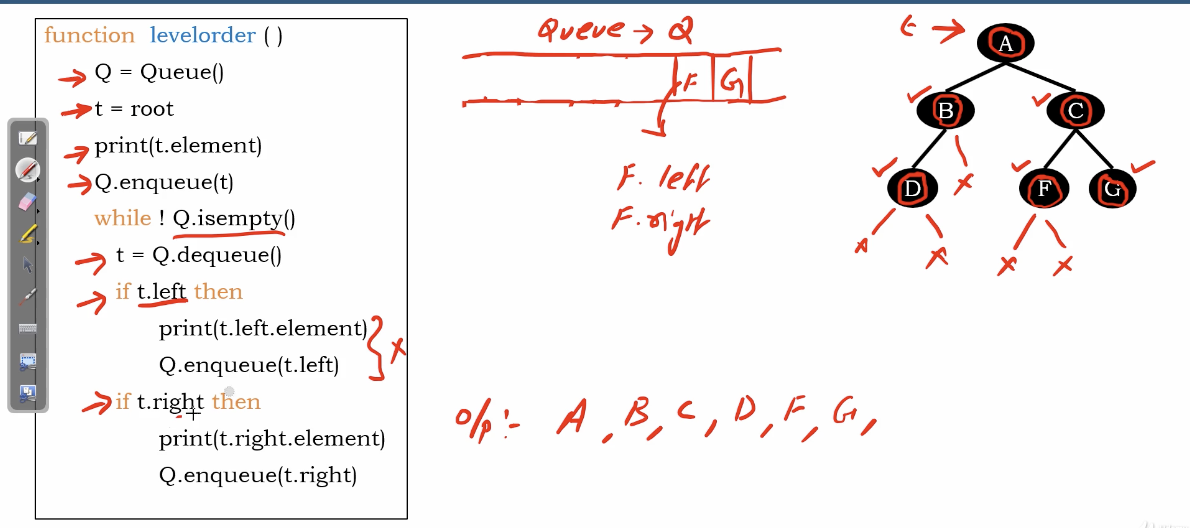 function levelorder ( )
Q = Queue()
t = root
print(t.element)
Q.enqueue(t)
while ! Q.isempty()
t = Q.dequeue()
if t.left then
print(t.left.element)
Q.enqueue(t.left)
if t.right then
print(t.right.element)
Q.enqueue(t.right)
Queue → Q
F G
F. left
F. right
t → A
B C
D F G
o/p :- A, B, C, D, F, G,